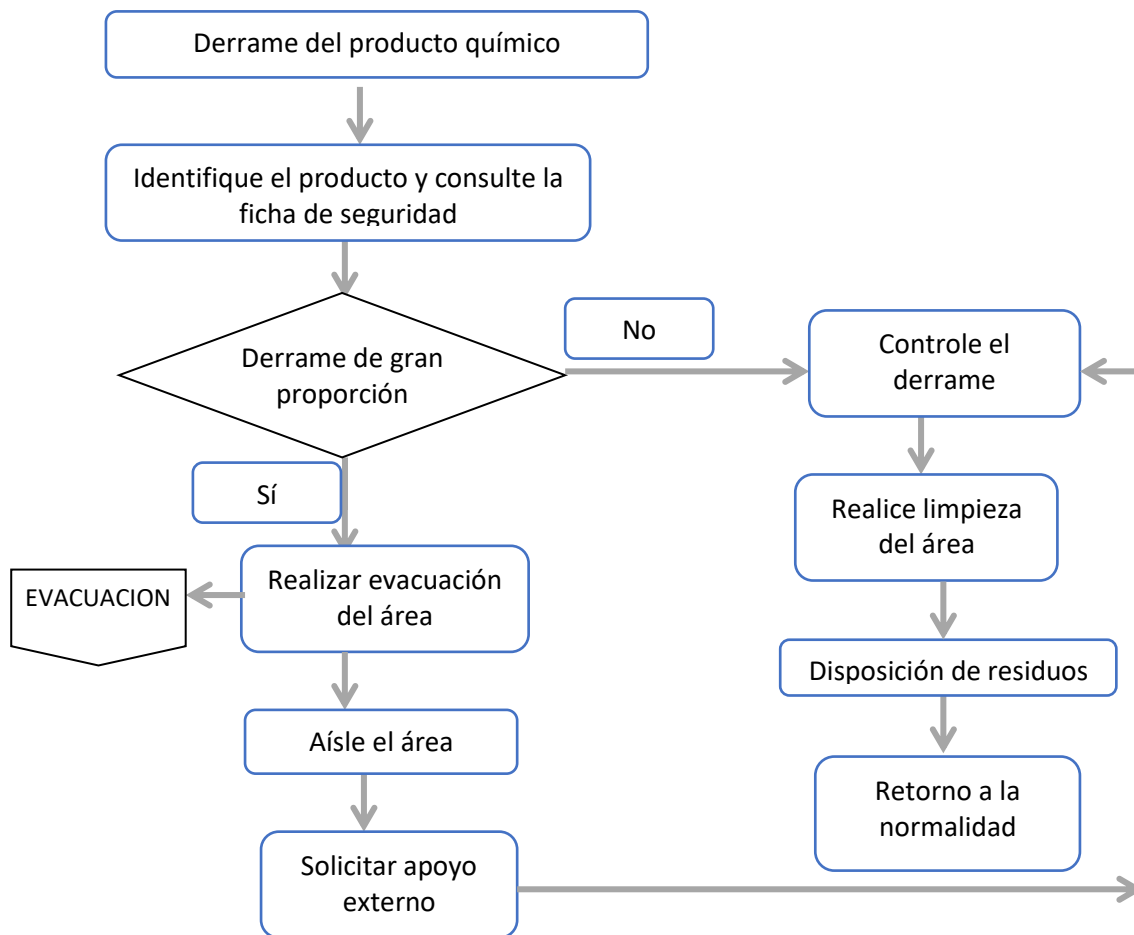 Derrame del producto químico
Identifique el producto y consulte la
ficha de seguridad
Derrame de gran
proporción
No
Controle el
derrame
Sí
Realice limpieza
del área
EVACUACION
Realizar evacuación
del área
Disposición de residuos
Aísle el área
Retorno a la
normalidad
Solicitar apoyo
externo